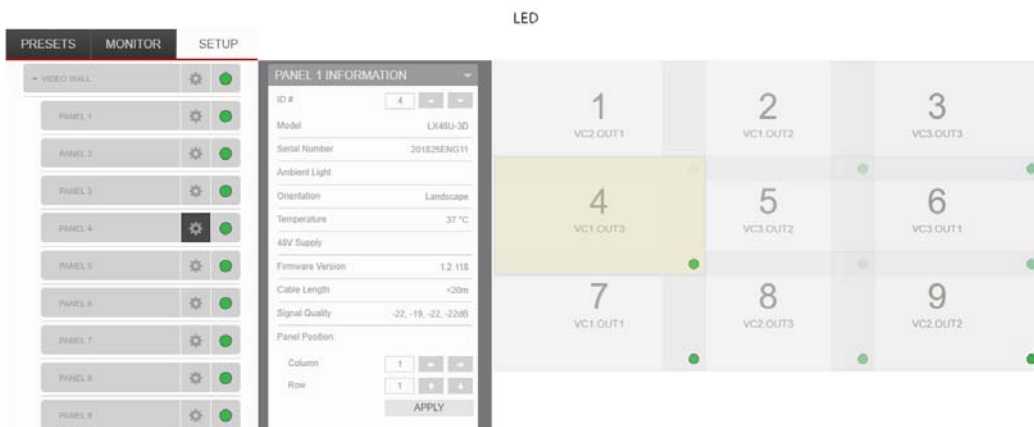 LED
PRESETS MONITOR SETUP
VIDEO WALL
PANEL 1
PANEL 2
PANEL 3
PANEL 4
PANEL 5
PANEL 6
PANEL 7
PANEL 8
PANEL 9
PANEL 1 INFORMATION
ID # 4
Model LX46U-3D
Serial Number 201825ENG11
Ambient Light
Orientation Landscape
Temperature 37 °C
48V Supply
Firmware Version 1.2.118
Cable Length <20m
Signal Quality -22, -19, -22, -22dB
Panel Position:
Column 1
Row 1
APPLY
1 2 3
VC2.OUT1 VC1.OUT2 VC3.OUT3
4 5 6
VC1.OUT3 VC3.OUT2 VC3.OUT1
7 8 9
VC1.OUT1 VC2.OUT3 VC2.OUT2